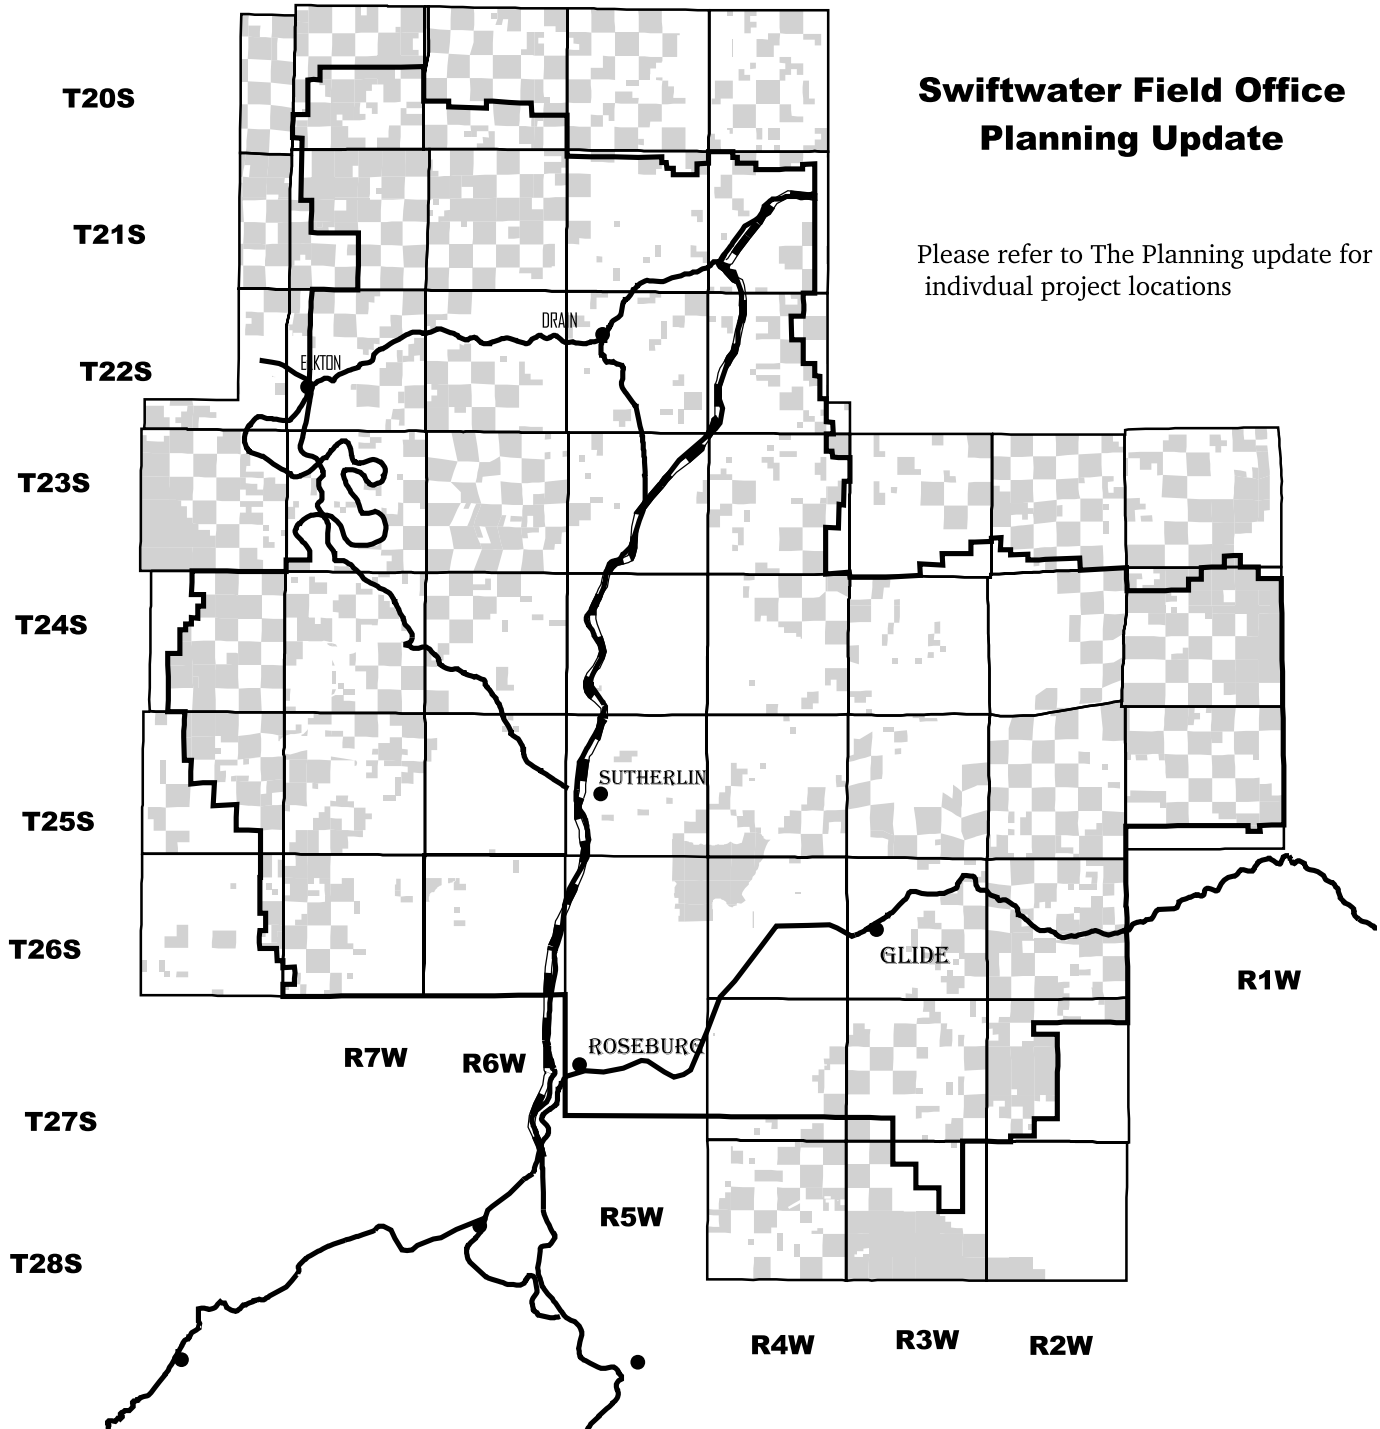 Swiftwater Field Office
Planning Update
T20S
T21S
Please refer to The Planning update for
indivdual project locations
DRAIN
ELKTON
T22S
T23S
T24S
SUTHERLIN
T25S
GLIDE
T26S
R1W
ROSEBURG
R7W
R6W
T27S
R5W
T28S
R4W
R3W
R2W